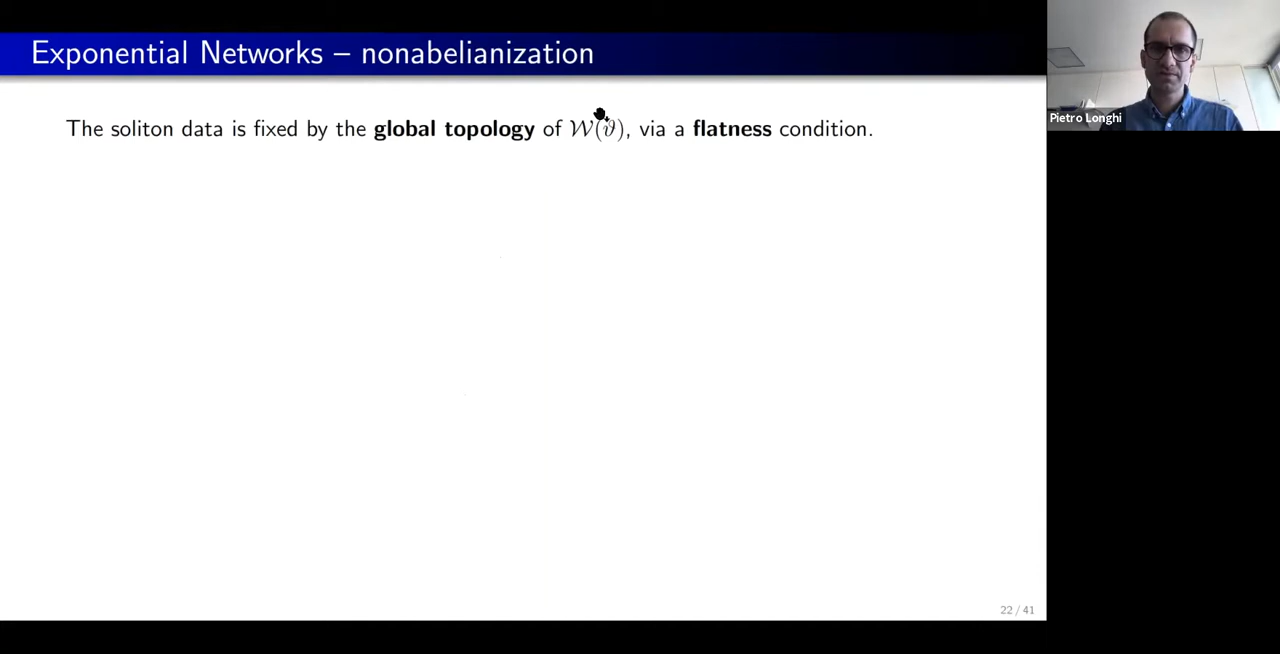 Exponential Networks – nonabelianization
The soliton data is fixed by the global topology of 𝒲(ϑ), via a flatness condition.
Pietro Longhi
22 / 41